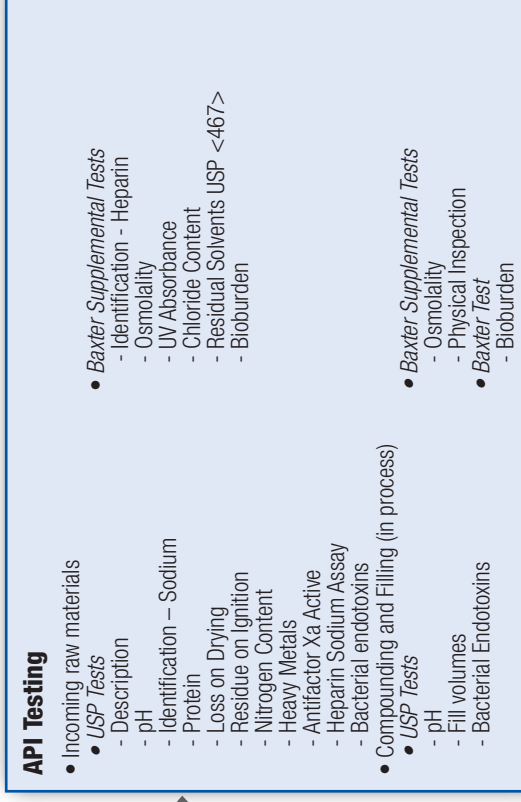 API Testing
• Incoming raw materials
• USP Tests
- Description
- pH
- Identification – Sodium
- Protein
- Loss on Drying
- Residue on Ignition
- Nitrogen Content
- Heavy Metals
- Antifactor Xa Active
- Heparin Sodium Assay
- Bacterial endotoxins
• Baxter Supplemental Tests
- Identification - Heparin
- Osmolality
- UV Absorbance
- Chloride Content
- Residual Solvents USP <467>
- Bioburden
• Compounding and Filling (in process)
• USP Tests
- pH
- Fill volumes
- Bacterial Endotoxins
• Baxter Supplemental Tests
- Osmolality
- Physical Inspection
• Baxter Test
- Bioburden